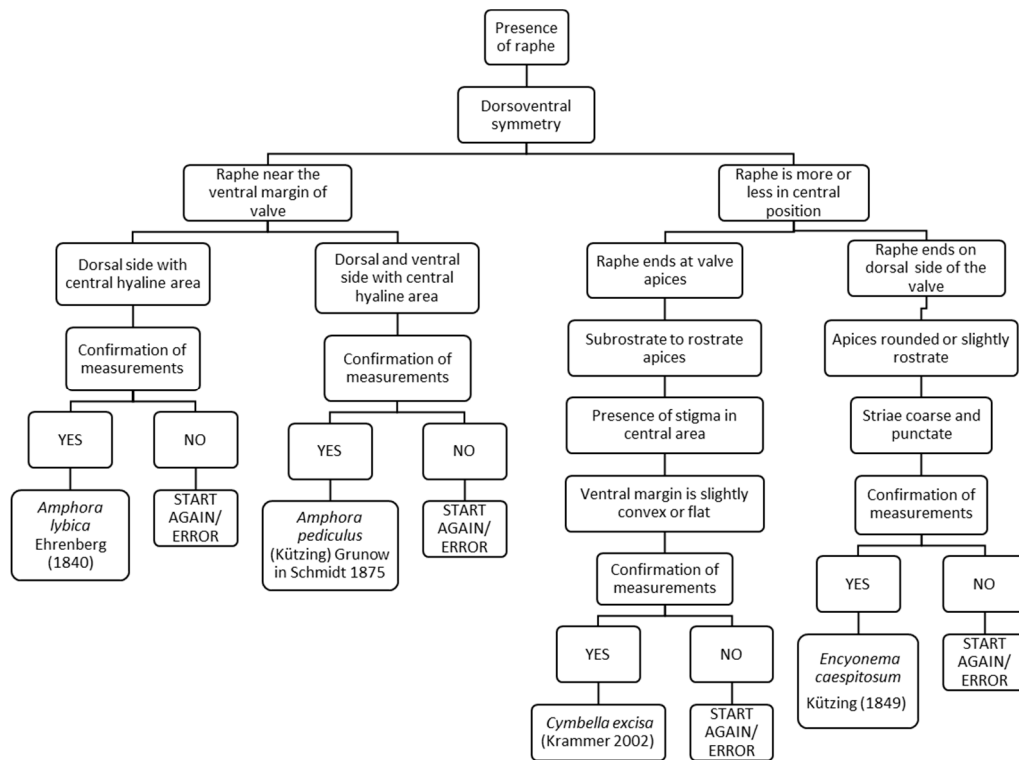 Presence
of raphe
Dorsoventral
symmetry
Raphe near the
ventral margin of
valve
Raphe is more or
less in central
position
Dorsal side with
central hyaline area
Dorsal and ventral
side with central
hyaline area
Raphe ends at valve
apices
Raphe ends on
dorsal side of the
valve
Confirmation of
measurements
Confirmation of
measurements
Subrostrate to rostrate
apices
Apices rounded or slightly
rostrate
YES
NO
YES
NO
Presence of stigma in
central area
Striae coarse and
punctate
Amphora
lybica
Ehrenberg
(1840)
START
AGAIN/
ERROR
Amphora
pediculus
(Kützing) Grunow
in Schmidt 1875
START
AGAIN/
ERROR
Ventral margin is slightly
convex or flat
Confirmation of
measurements
Confirmation of
measurements
YES
NO
YES
NO
Cymbella excisa
(Krammer 2002)
START
AGAIN/
ERROR
Encyonema
caespitosum
Kützing (1849)
START
AGAIN/
ERROR